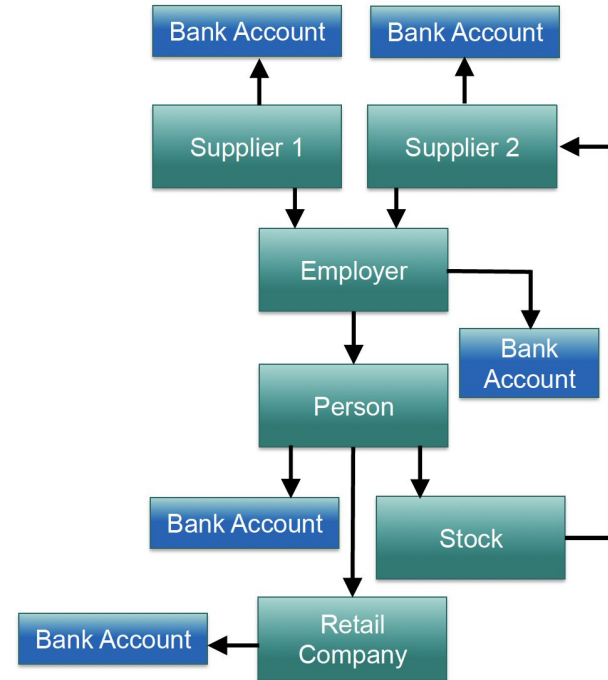 Bank Account
Bank Account
Supplier 1
Supplier 2
Employer
Bank
Account
Person
Bank Account
Stock
Retail
Company
Bank Account